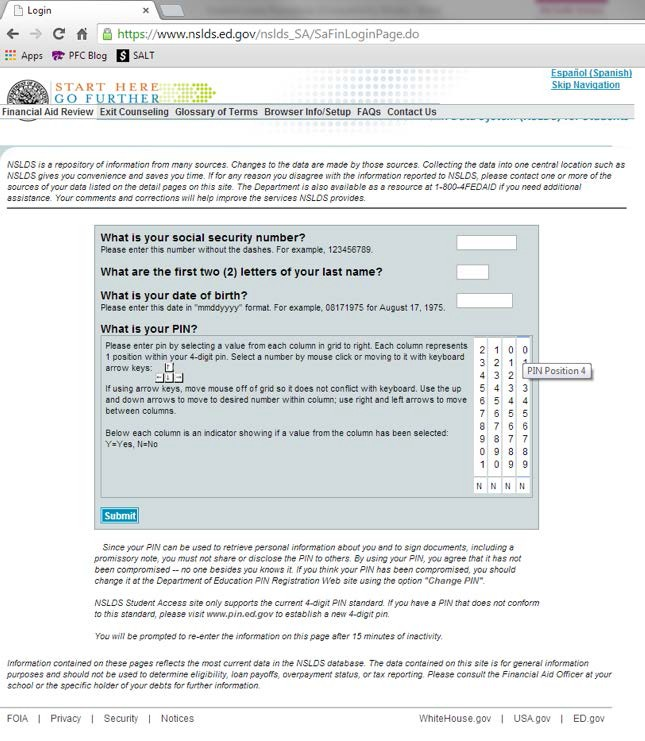 Login
https://www.nslds.ed.gov/nslds_SA/SaFinLoginPage.do
Apps PFC Blog SALT
Español (Spanish)
Skip Navigation
START HERE
GO FURTHER
Financial Aid Review Exit Counseling Glossary of Terms Browser Info/Setup FAQs Contact Us
NSLDS is a repository of information from many sources. Changes to the data are made by those sources. Collecting the data into one central location such as
NSLDS gives you convenience and saves you time. If for any reason you disagree with the information reported to NSLDS, please contact one or more of the
sources of your data listed on the detail pages on this site. The Department is also available as a resource at 1-800-4FEDAID if you need additional
assistance. Your comments and corrections will help improve the services NSLDS provides.
What is your social security number?
Please enter this number without the dashes. For example, 123456789.
What are the first two (2) letters of your last name?
What is your date of birth?
Please enter this date in "mmddyyyy" format. For example, 08171975 for August 17, 1975.
What is your PIN?
Please enter pin by selecting a value from each column in grid to right. Each column represents
1 position within your 4-digit pin. Select a number by mouse click or moving to it with keyboard
arrow keys:
If using arrow keys, move mouse off of grid so it does not conflict with keyboard. Use the up
and down arrows to move to desired number within column; use right and left arrows to move
between columns.
Below each column is an indicator showing if a value from the column has been selected:
Y=Yes, N=No
2 1 0 0
3 2 1 1
4 3 2
5 4 3 3
6 5 4 4
7 6 5 5
8 7 6 6
9 8 7 7
0 9 8 8
1 0 9 9
N N N N
PIN Position 4
Submit
Since your PIN can be used to retrieve personal information about you and to sign documents, including a
promissory note, you must not share or disclose the PIN to others. By using your PIN, you agree that it has not
been compromised -- no one besides you knows it. If you think your PIN has been compromised, you should
change it at the Department of Education PIN Registration Web site using the option "Change PIN".
NSLDS Student Access site only supports the current 4-digit PIN standard. If you have a PIN that does not conform
to this standard, please visit www.pin.ed.gov to establish a new 4-digit pin.
You will be prompted to re-enter the information on this page after 15 minutes of inactivity.
Information contained on these pages reflects the most current data in the NSLDS database. The data contained on this site is for general information
purposes and should not be used to determine eligibility, loan payoffs, overpayment status, or tax reporting. Please consult the Financial Aid Officer at your
school or the specific holder of your debts for further information.
FOIA | Privacy | Security | Notices WhiteHouse.gov | USA.gov | ED.gov